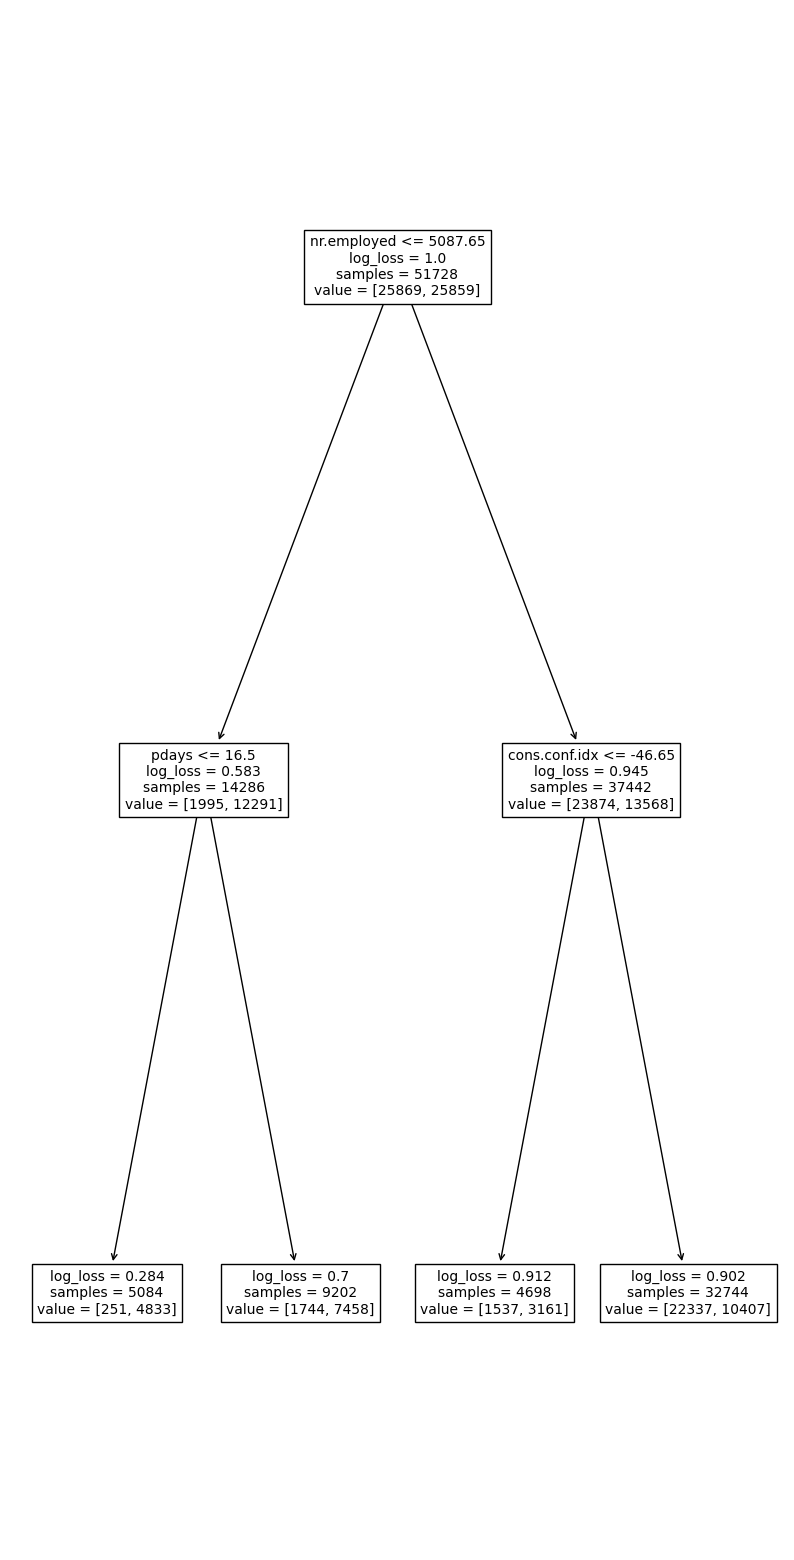 nr.employed <= 5087.65
log_loss = 1.0
samples = 51728
value = [25869, 25859]
pdays <= 16.5
log_loss = 0.583
samples = 14286
value = [1995, 12291]
cons.conf.idx <= -46.65
log_loss = 0.945
samples = 37442
value = [23874, 13568]
log_loss = 0.284
samples = 5084
value = [251, 4833]
log_loss = 0.7
samples = 9202
value = [1744, 7458]
log_loss = 0.912
samples = 4698
value = [1537, 3161]
log_loss = 0.902
samples = 32744
value = [22337, 10407]